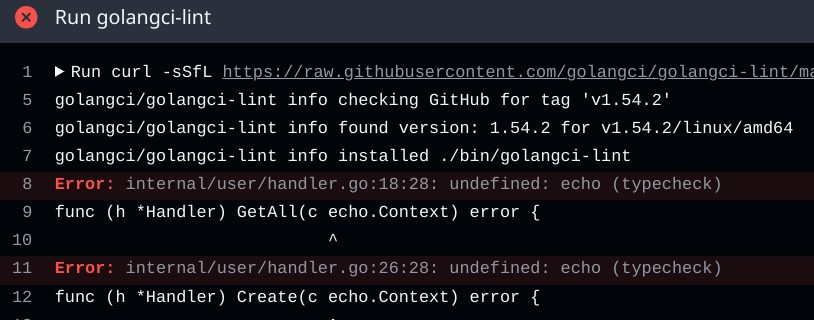 Run golangci-lint
1 ▶ Run curl -sSfL https://raw.githubusercontent.com/golangci/golangci-lint/
5 golangci/golangci-lint info checking GitHub for tag 'v1.54.2'
6 golangci/golangci-lint info found version: 1.54.2 for v1.54.2/linux/amd64
7 golangci/golangci-lint info installed ./bin/golangci-lint
8 Error: internal/user/handler.go:18:28: undefined: echo (typecheck)
9 func (h *Handler) GetAll(c echo.Context) error {
10 ^
11 Error: internal/user/handler.go:26:28: undefined: echo (typecheck)
12 func (h *Handler) Create(c echo.Context) error {